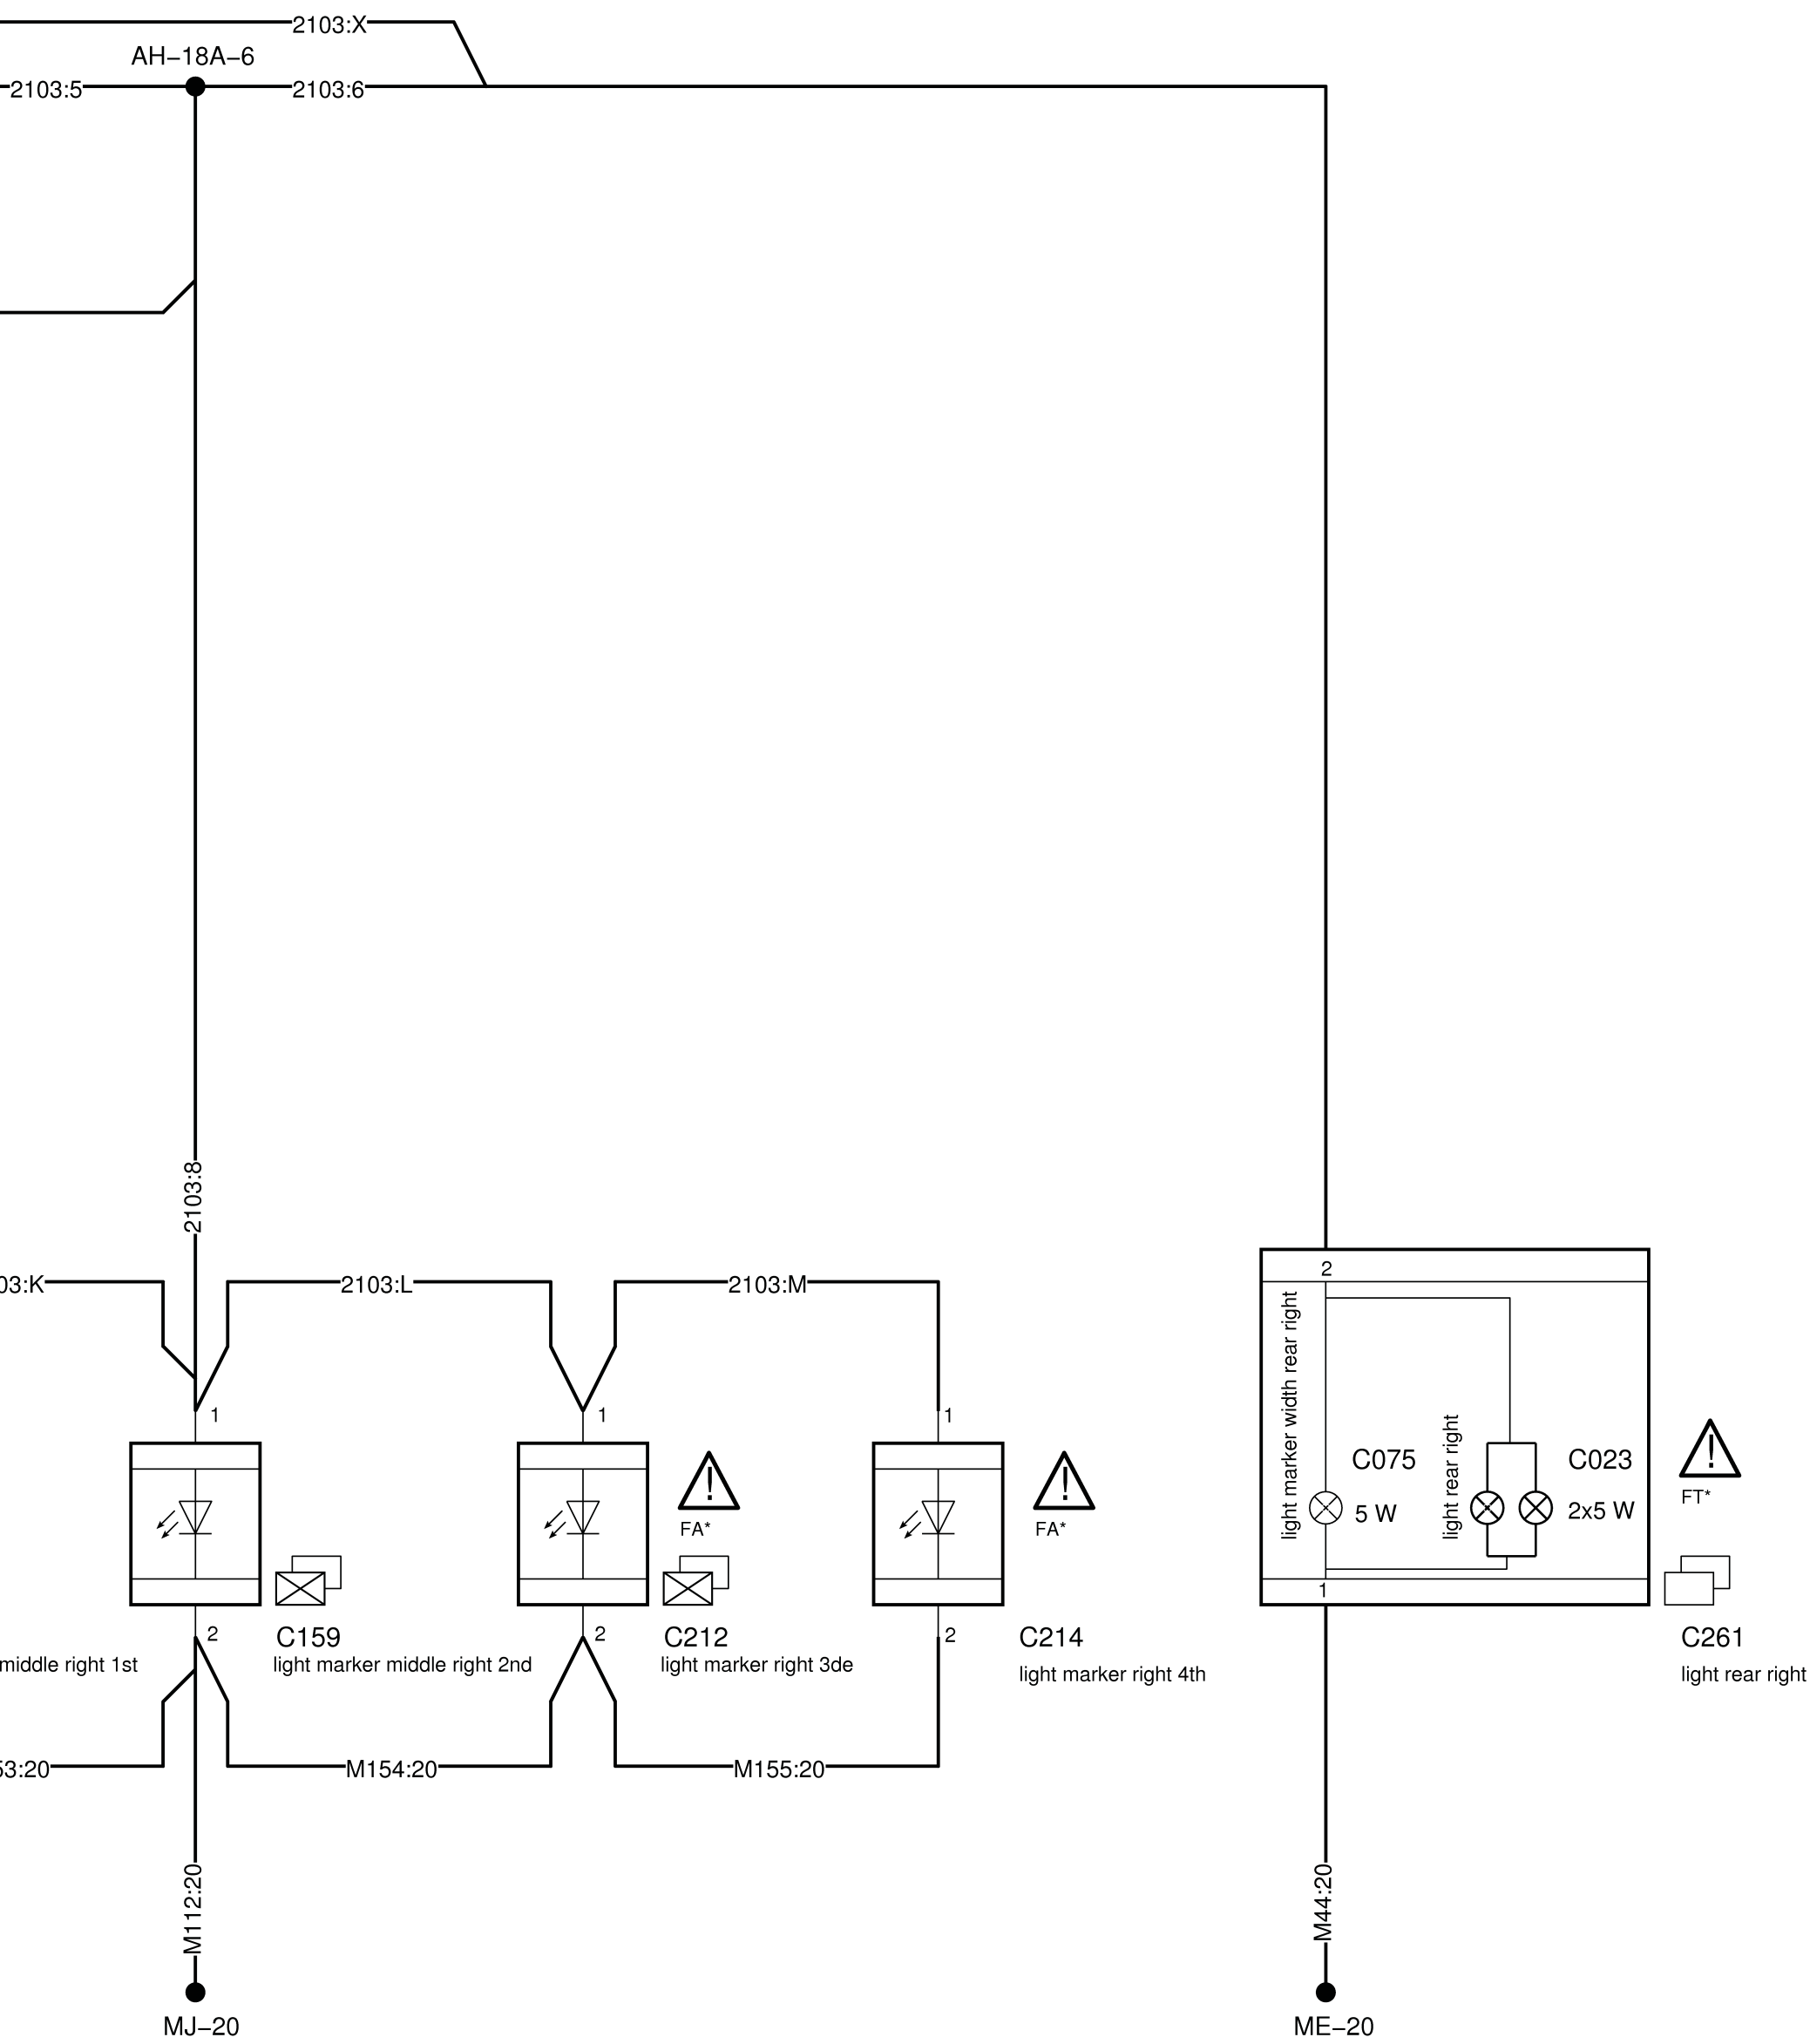 2103:X
AH-18A-6
2103:5
2103:6
2103:8
03:K
2103:L
2103:M
2
light marker width rear right
1
1
1
light rear right
C075
C023
5 W
2x5 W
FA*
FA*
FT*
1
2
2
2
C159
C212
C214
C261
middle right 1st
light marker middle right 2nd
light marker right 3de
light marker right 4th
light rear right
53:20
M154:20
M155:20
M112:20
M44:20
MJ-20
ME-20